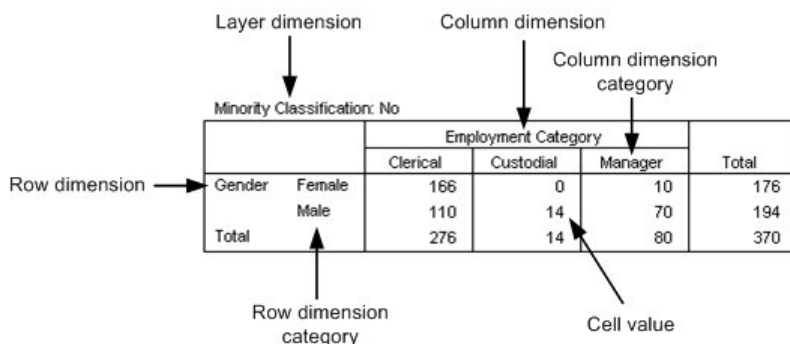 Layer dimension
Column dimension
Column dimension
category
Minority Classification: No
Employment Category
Clerical Custodial Manager Total
Row dimension
Gender Female 166 0 10 176
Male 110 14 70 194
Total 276 14 80 370
Row dimension
category
Cell value